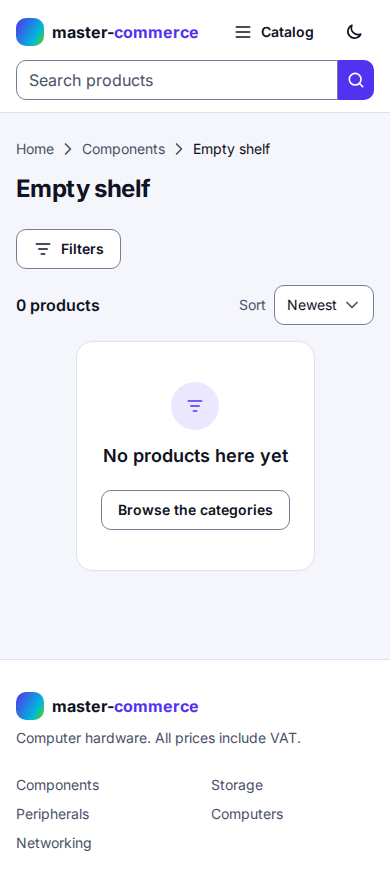 master-commerce
Catalog
Search products
Home
Components
Empty shelf
Empty shelf
Filters
0 products
Sort
Newest
No products here yet
Browse the categories
master-commerce
Computer hardware. All prices include VAT.
Components
Storage
Peripherals
Computers
Networking